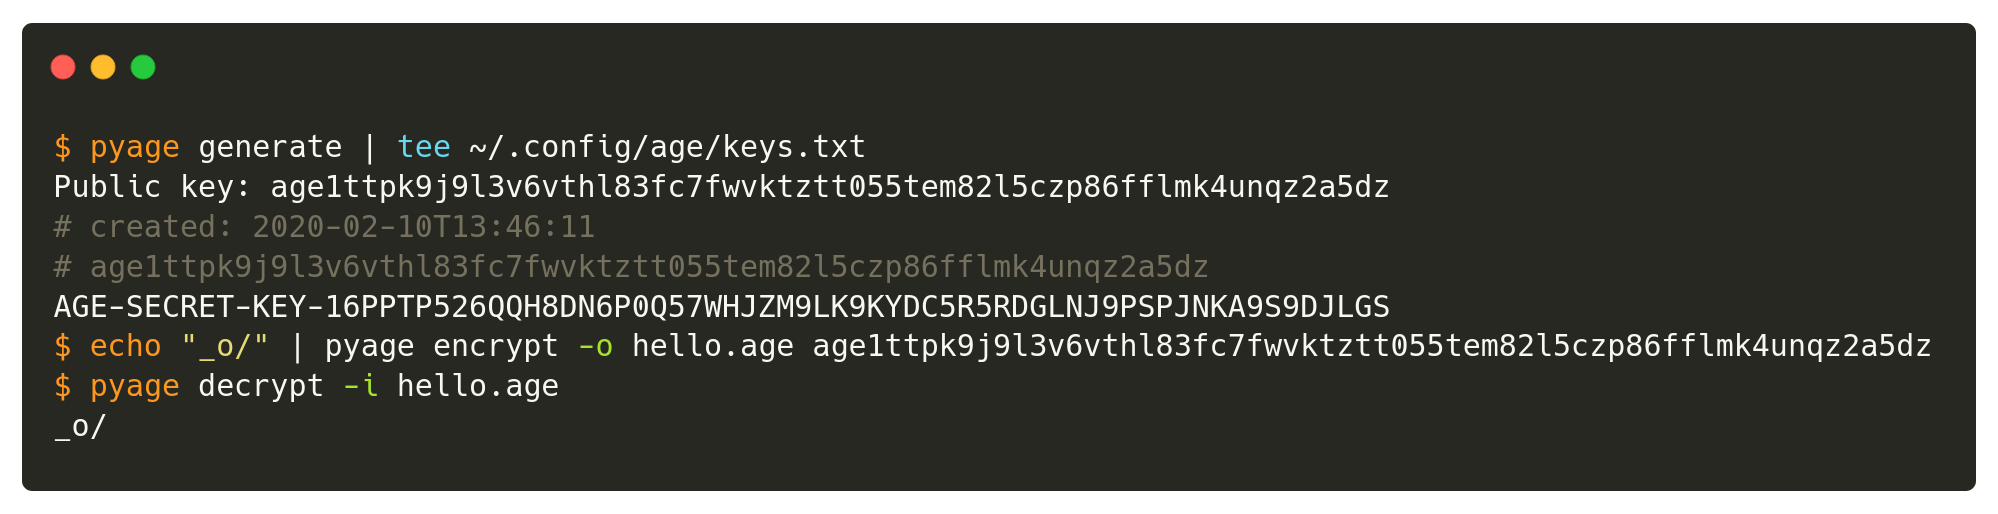 $ pyage generate | tee ~/.config/age/keys.txt
Public key: age1ttpk9j9l3v6vthl83fc7fwvktztt055tem82l5czp86fflmk4unqz2a5dz
# created: 2020-02-10T13:46:11
# age1ttpk9j9l3v6vthl83fc7fwvktztt055tem82l5czp86fflmk4unqz2a5dz
AGE-SECRET-KEY-16PPTP526QQH8DN6P0Q57WHJZM9LK9KYDC5R5RDGLNJ9PSPJNKA9S9DJLGS
$ echo "_o/" | pyage encrypt -o hello.age age1ttpk9j9l3v6vthl83fc7fwvktztt055tem82l5czp86fflmk4unqz2a5dz
$ pyage decrypt -i hello.age
_o/